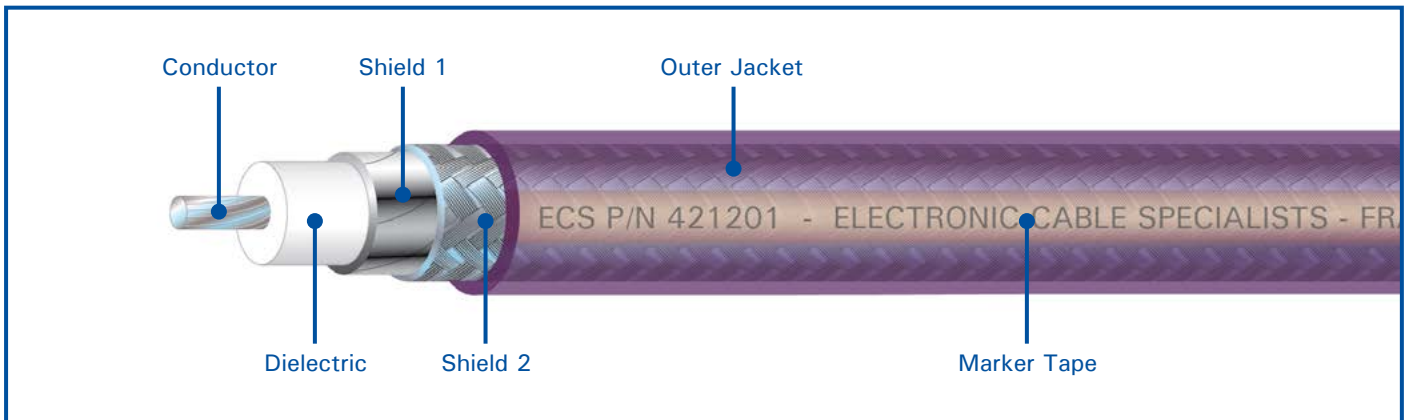 Conductor Shield 1 Outer Jacket
ECS P/N 421201 - ELECTRONIC CABLE SPECIALISTS -
Dielectric Shield 2 Marker Tape